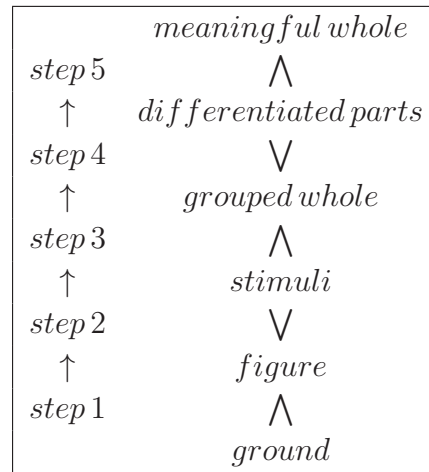 meaningful whole
step 5 ⋀
↑ differentiated parts
step 4 ⋁
↑ grouped whole
step 3 ⋀
↑ stimuli
step 2 ⋁
↑ figure
step 1 ⋀
ground